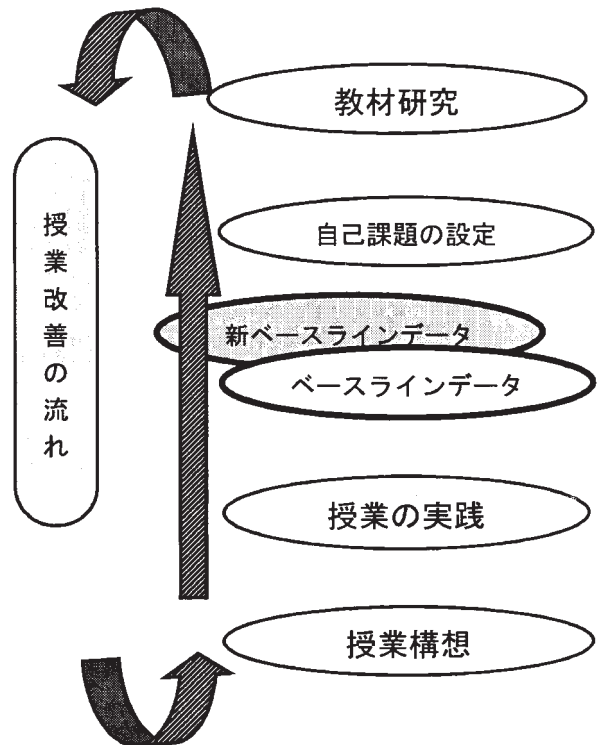 教材研究
自己課題の設定
新ベースラインデータ
ベースラインデータ
授業の実践
授業構想
授業改善の流れ